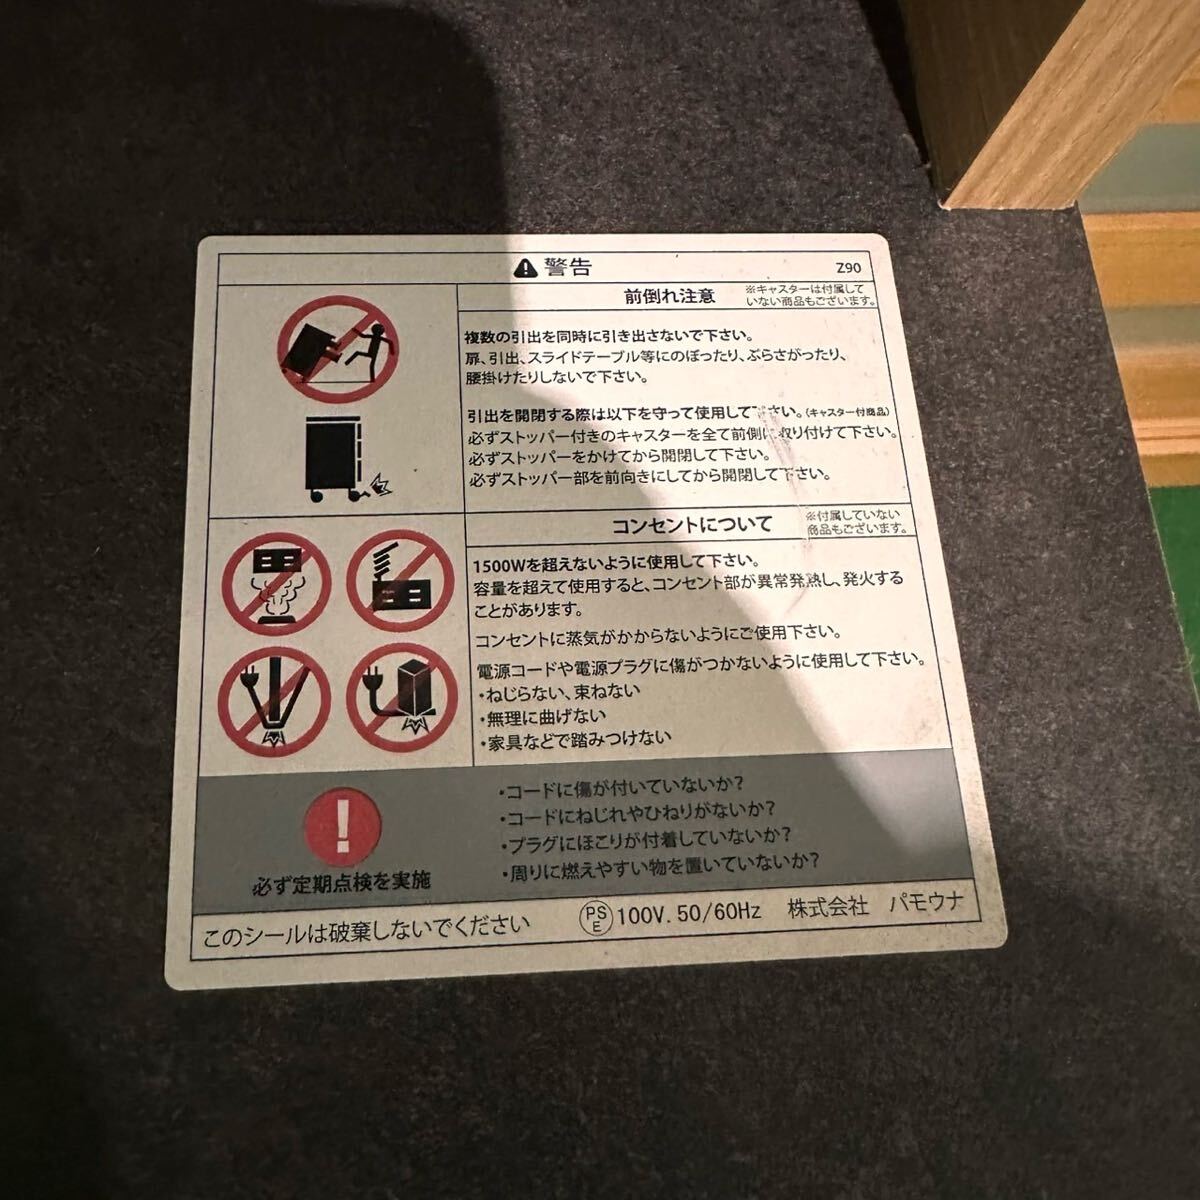 警告
Z90
前倒れ注意
※キャスターは付属して
いない商品もございます。
複数の引出を同時に引き出さないで下さい。
扉、引出、スライドテーブル等にのぼったり、ぶらさがったり、
腰掛けたりしないで下さい。
引出を開閉する際は以下を守って使用して下さい。(キャスター付商品)
必ずストッパー付きのキャスターを全て前側に取り付けて下さい。
必ずストッパーをかけてから開閉して下さい。
必ずストッパー部を前向きにしてから開閉して下さい。
コンセントについて
※付属していない
商品もございます。
1500Wを超えないように使用して下さい。
容量を超えて使用すると、コンセント部が異常発熱し、発火する
ことがあります。
コンセントに蒸気がかからないようにご使用下さい。
電源コードや電源プラグに傷がつかないように使用して下さい。
・ねじらない、束ねない
・無理に曲げない
・家具などで踏みつけない
必ず定期点検を実施
・コードに傷が付いていないか?
・コードにねじれやひねりがないか?
・プラグにほこりが付着していないか?
・周りに燃えやすい物を置いていないか?
このシールは破棄しないでください
PS
E
100V. 50/60Hz 株式会社 パモウナ